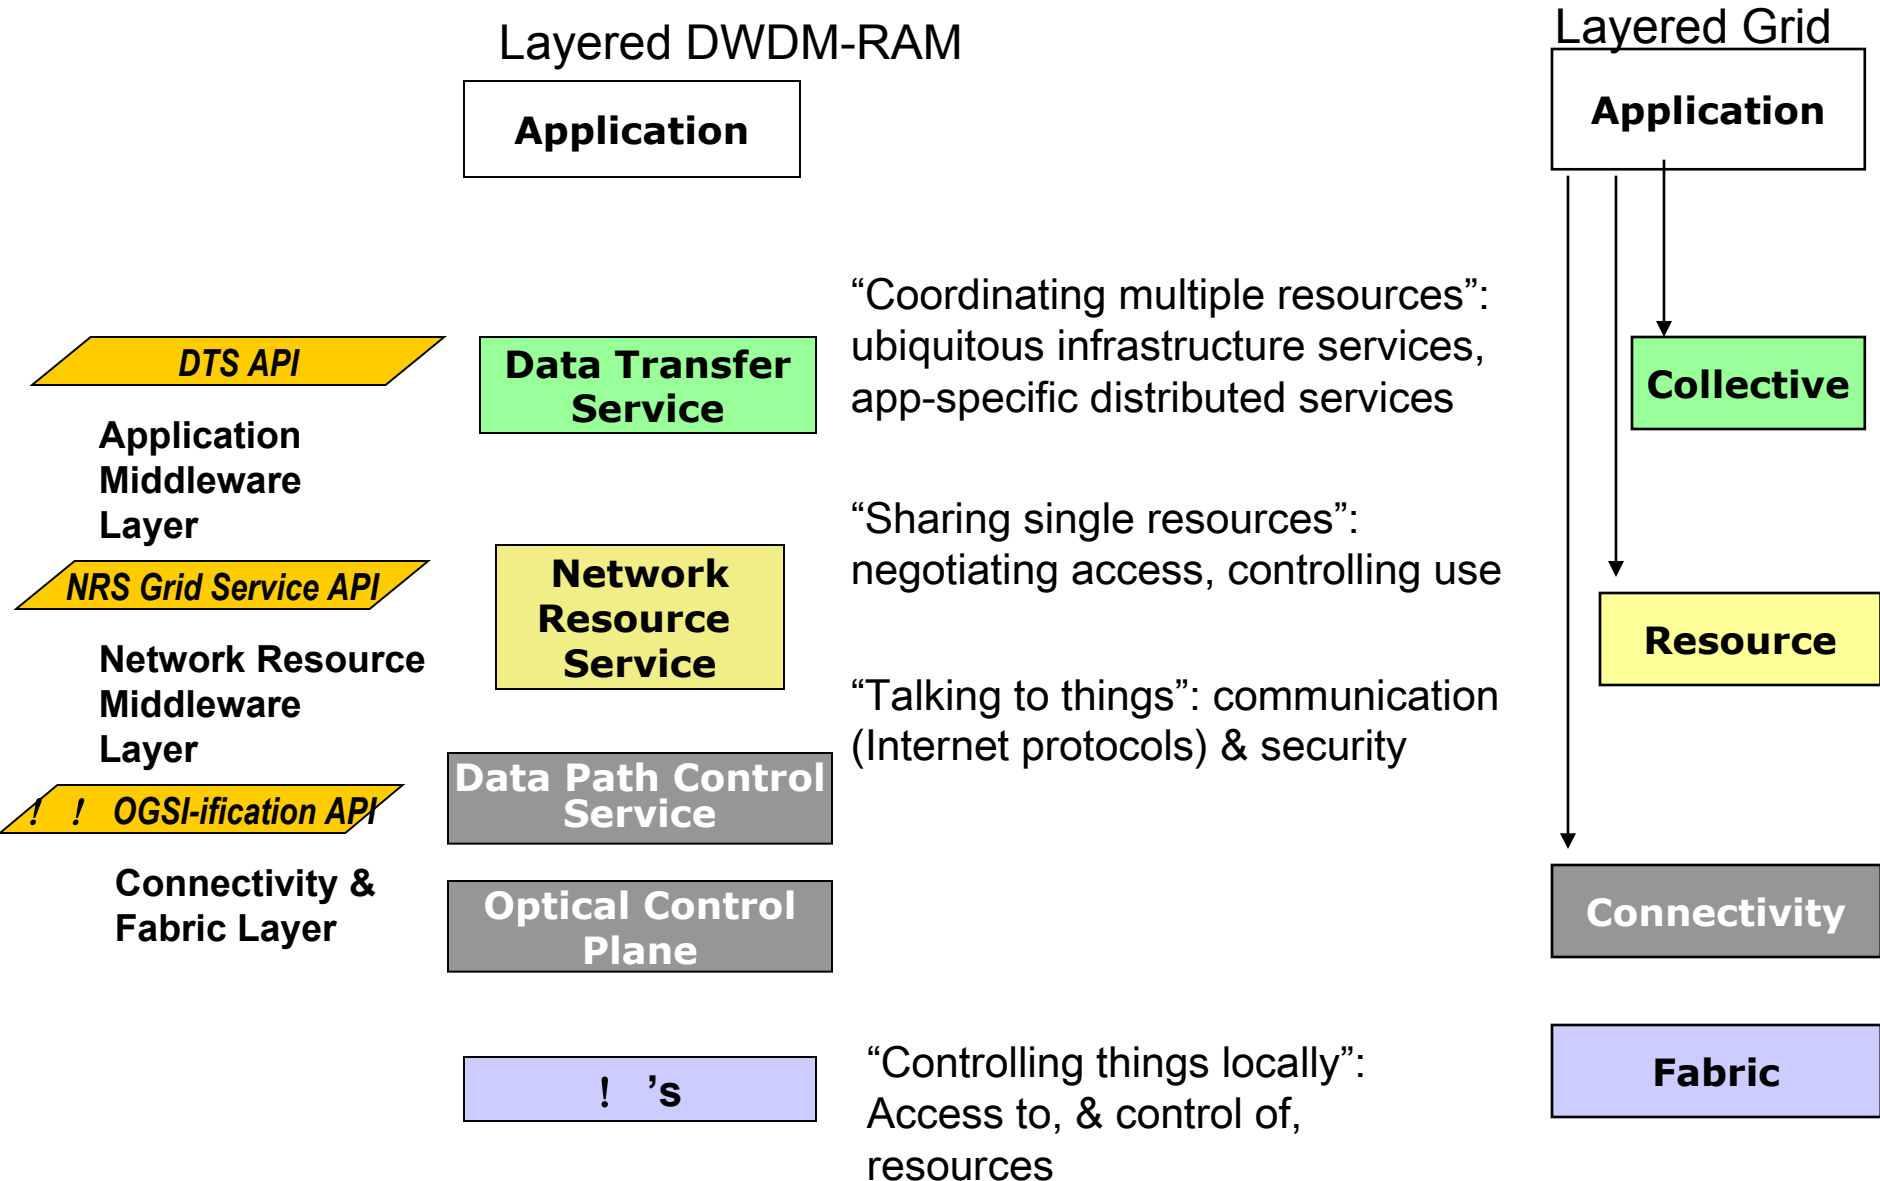 Layered DWDM-RAM
Layered Grid
Application
Application
DTS API
Data Transfer
Service
“Coordinating multiple resources”:
ubiquitous infrastructure services,
app-specific distributed services
Collective
Application
Middleware
Layer
NRS Grid Service API
Network
Resource
Service
“Sharing single resources”:
negotiating access, controlling use
Resource
Network Resource
Middleware
Layer
“Talking to things”: communication
(Internet protocols) & security
! ! OGSI-ification API
Data Path Control
Service
Connectivity &
Fabric Layer
Optical Control
Plane
Connectivity
! ’s
“Controlling things locally”:
Access to, & control of,
resources
Fabric